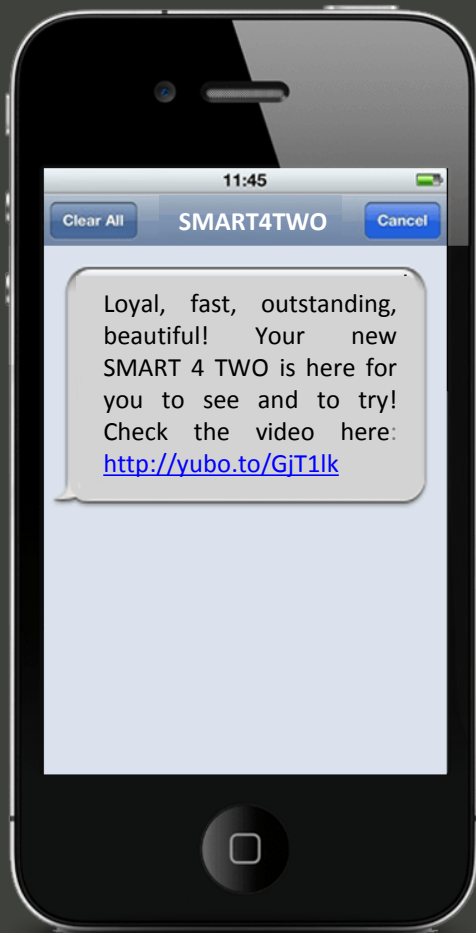 11:45
Clear All SMART4TWO Cancel
Loyal, fast, outstanding,
beautiful! Your new
SMART 4 TWO is here for
you to see and to try!
Check the video here:
http://yubo.to/GjT1lk